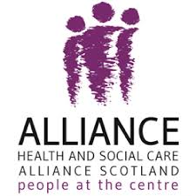 ALLIANCE
HEALTH AND SOCIAL CARE
ALLIANCE SCOTLAND
people at the centre